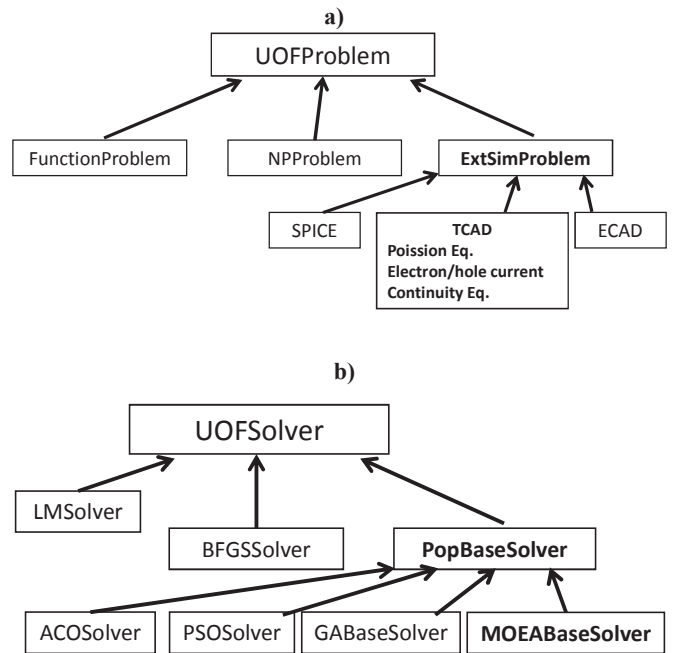 a)
UOFProblem
FunctionProblem
NPProblem
ExtSimProblem
SPICE
TCAD
Poission Eq.
Electron/hole current
Continuity Eq.
ECAD
b)
UOFSolver
LMSolver
BFGSSolver
PopBaseSolver
ACOSolver
PSOSolver
GABaseSolver
MOEABaseSolver